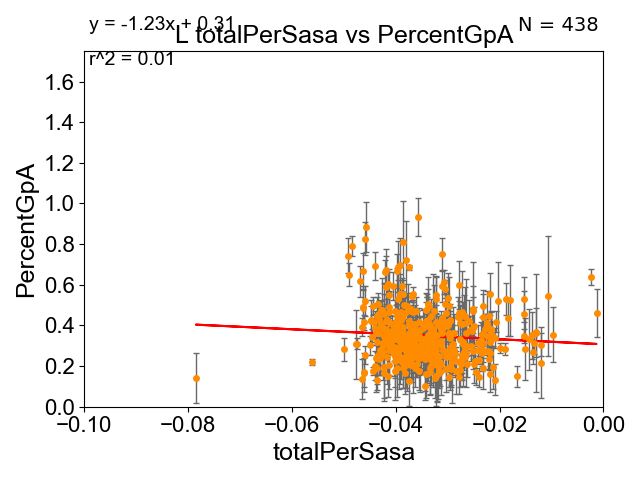 y = -1.23x + 0.31
N = 438
L totalPerSasa vs PercentGpA
r^2 = 0.01
PercentGpA
1.6
1.4
1.2
1.0
0.8
0.6
0.4
0.2
0.0
−0.10
−0.08
−0.06
−0.04
−0.02
0.00
totalPerSasa